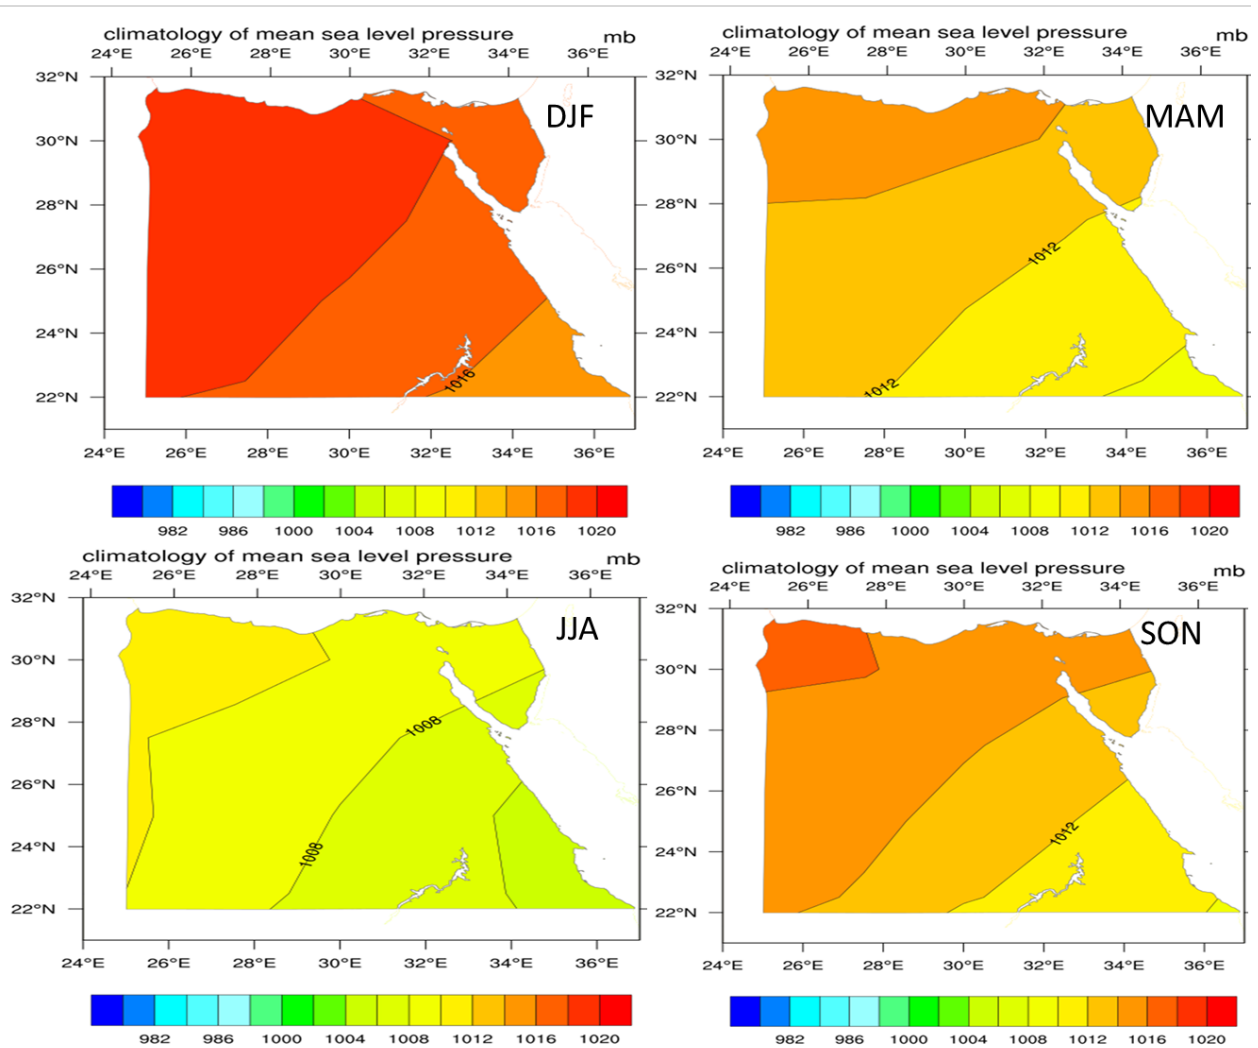 climatology of mean sea level pressure mb
24°E 26°E 28°E 30°E 32°E 34°E 36°E
32°N
30°N
28°N
26°N
24°N
22°N
DJF
1016
24°E 26°E 28°E 30°E 32°E 34°E 36°E
982 986 1000 1004 1008 1012 1016 1020
climatology of mean sea level pressure mb
24°E 26°E 28°E 30°E 32°E 34°E 36°E
32°N
30°N
28°N
26°N
24°N
22°N
MAM
1012
1012
24°E 26°E 28°E 30°E 32°E 34°E 36°E
982 986 1000 1004 1008 1012 1016 1020
climatology of mean sea level pressure mb
24°E 26°E 28°E 30°E 32°E 34°E 36°E
32°N
30°N
28°N
26°N
24°N
22°N
JJA
1008
1008
24°E 26°E 28°E 30°E 32°E 34°E 36°E
982 986 1000 1004 1008 1012 1016 1020
climatology of mean sea level pressure mb
24°E 26°E 28°E 30°E 32°E 34°E 36°E
32°N
30°N
28°N
26°N
24°N
22°N
SON
1012
24°E 26°E 28°E 30°E 32°E 34°E 36°E
982 986 1000 1004 1008 1012 1016 1020